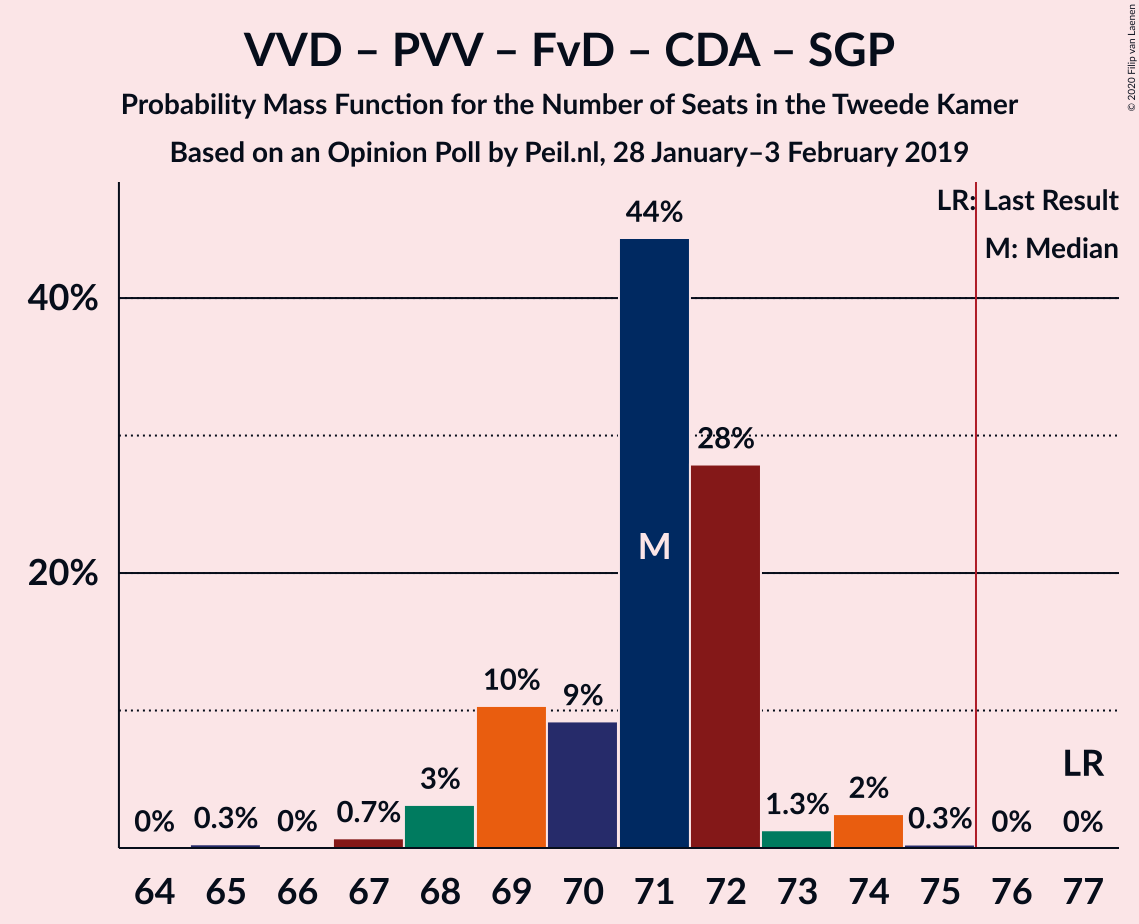 VVD – PVV – FvD – CDA – SGP
Probability Mass Function for the Number of Seats in the Tweede Kamer
Based on an Opinion Poll by Peil.nl, 28 January–3 February 2019
© 2020 Filip van Laenen
LR: Last Result
M: Median
40%
20%
0%
0.3%
0%
0.7%
3%
10%
9%
44%
M
28%
1.3%
2%
0.3%
0%
LR
0%
64 65 66 67 68 69 70 71 72 73 74 75 76 77